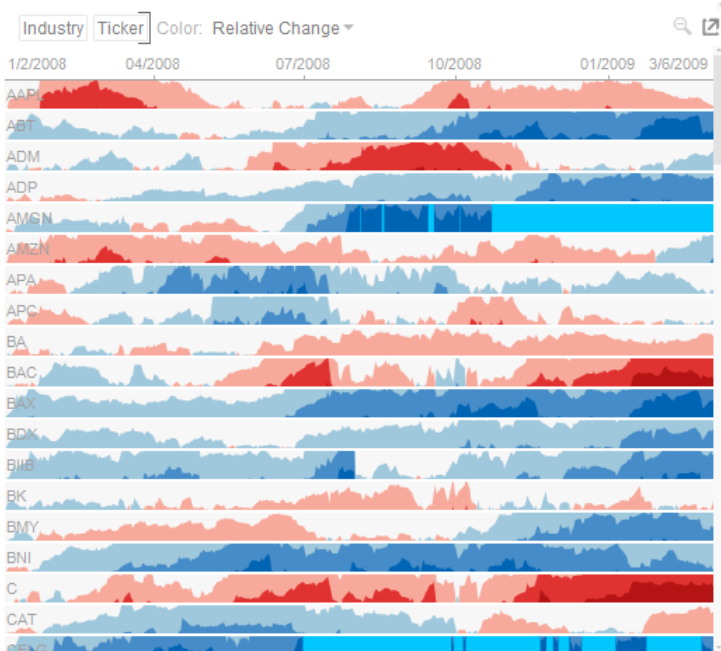 Industry Ticker Color: Relative Change
1/2/2008 04/2008 07/2008 10/2008 01/2009 3/6/2009
AAPL
ABT
ADM
ADP
AMGN
AMZN
APA
APC
BA
BAC
BAX
BDX
BIIB
BK
BMY
BNI
C
CAT
CELG